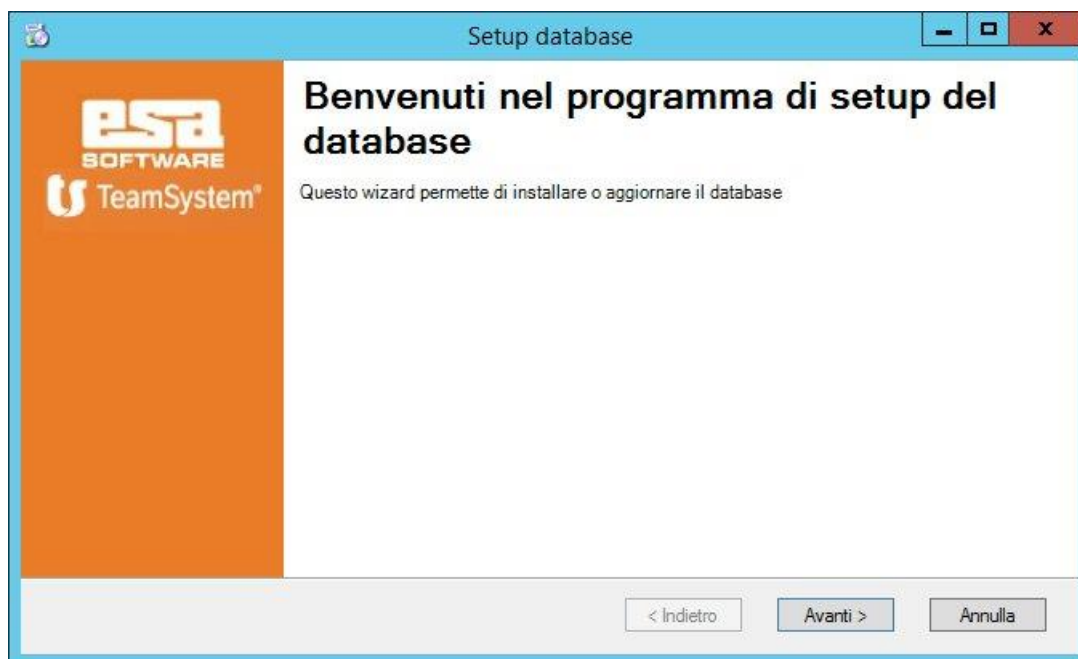 Setup database
esa
SOFTWARE
TeamSystem®
Benvenuti nel programma di setup del
database
Questo wizard permette di installare o aggiornare il database
< Indietro
Avanti >
Annulla